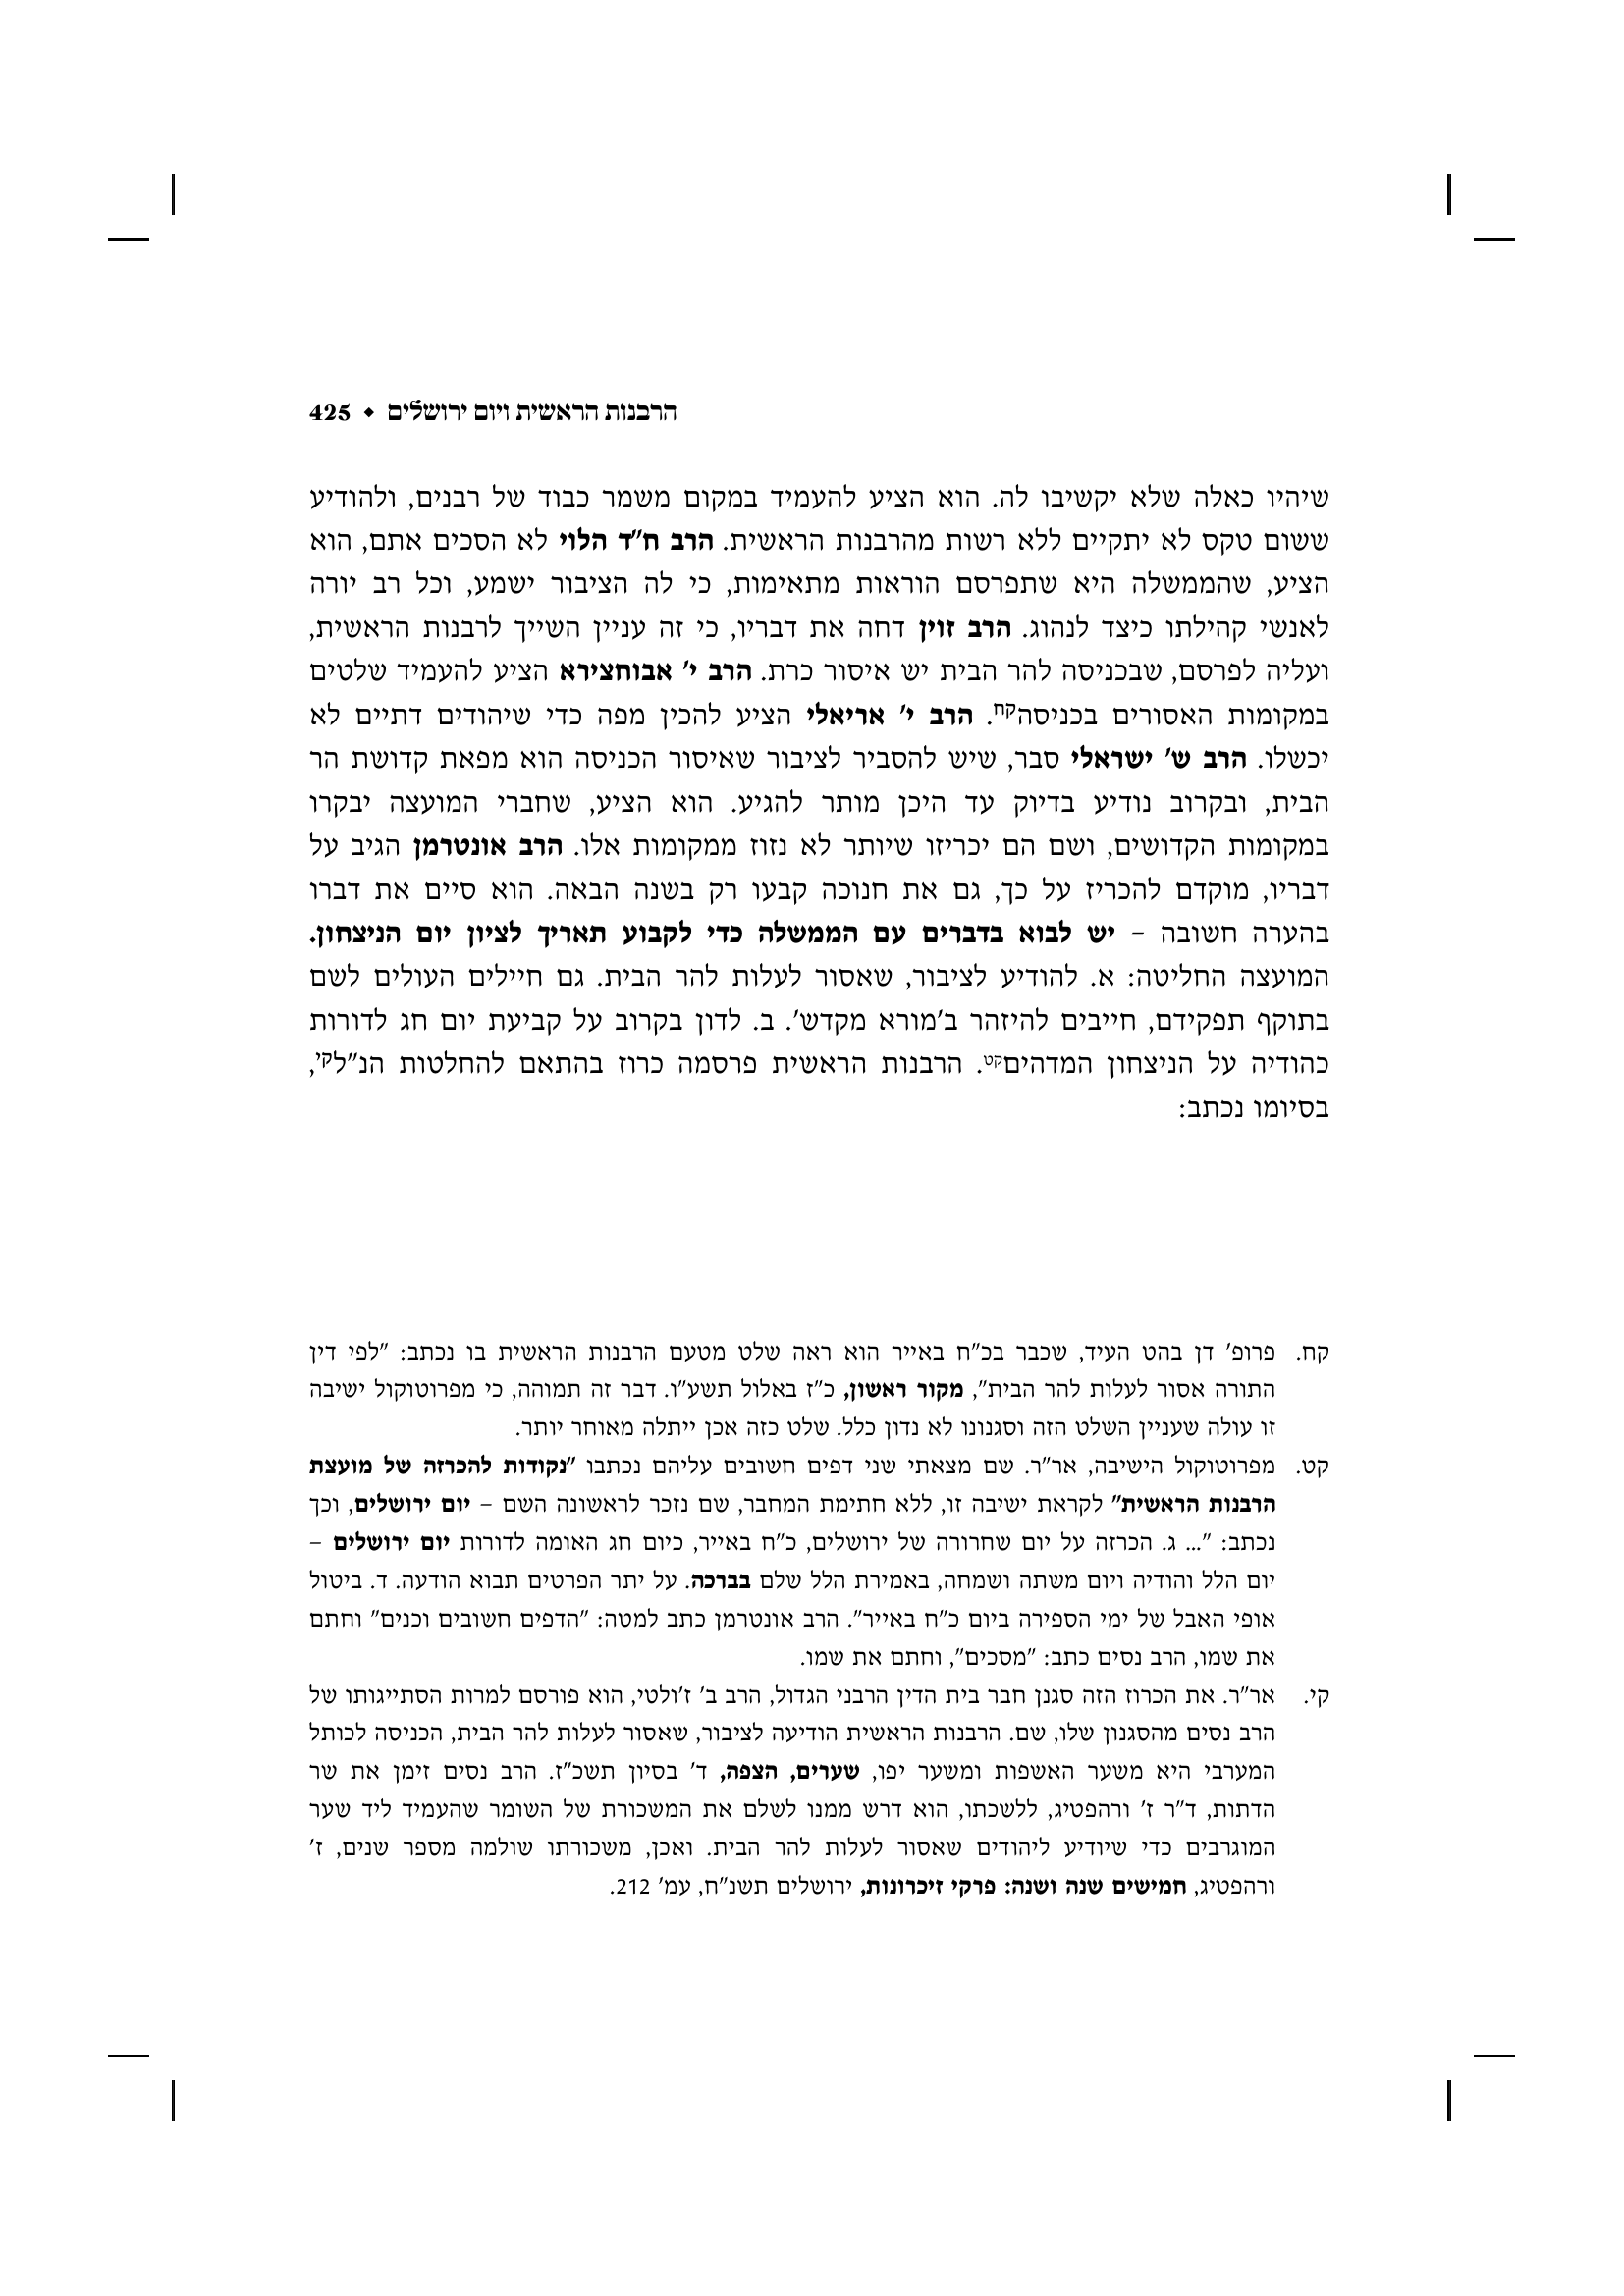 הרבנות הראשית ויום ירושלים ◆ 425
שיהיו כאלה שלא יקשיבו לה. הוא הציע להעמיד במקום משמר כבוד של רבנים, ולהודיע
ששום טקס לא יתקיים ללא רשות מהרבנות הראשית. הרב ח"ד הלוי לא הסכים אתם, הוא
הציע, שהממשלה היא שתפרסם הוראות מתאימות, כי לה הציבור ישמע, וכל רב יורה
לאנשי קהילתו כיצד לנהוג. הרב זוין דחה את דבריו, כי זה עניין השייך לרבנות הראשית,
ועליה לפרסם, שבכניסה להר הבית יש איסור כרת. הרב י' אבוחצירא הציע להעמיד שלטים
במקומות האסורים בכניסהקח. הרב י' אריאלי הציע להכין מפה כדי שיהודים דתיים לא
יכשלו. הרב ש' ישראלי סבר, שיש להסביר לציבור שאיסור הכניסה הוא מפאת קדושת הר
הבית, ובקרוב נודיע בדיוק עד היכן מותר להגיע. הוא הציע, שחברי המועצה יבקרו
במקומות הקדושים, ושם הם יכריזו שיותר לא נזוז ממקומות אלו. הרב אונטרמן הגיב על
דבריו, מוקדם להכריז על כך, גם את חנוכה קבעו רק בשנה הבאה. הוא סיים את דברו
בהערה חשובה – יש לבוא בדברים עם הממשלה כדי לקבוע תאריך לציון יום הניצחון.
המועצה החליטה: א. להודיע לציבור, שאסור לעלות להר הבית. גם חיילים העולים לשם
בתוקף תפקידם, חייבים להיזהר ב'מורא מקדש'. ב. לדון בקרוב על קביעת יום חג לדורות
כהודיה על הניצחון המדהיםקט. הרבנות הראשית פרסמה כרוז בהתאם להחלטות הנ"לקי,
בסיומו נכתב:
קח. פרופ' דן בהט העיד, שכבר בכ"ח באייר הוא ראה שלט מטעם הרבנות הראשית בו נכתב: "לפי דין
התורה אסור לעלות להר הבית", מקור ראשון, כ"ז באלול תשע"ו. דבר זה תמוהה, כי מפרוטוקול ישיבה
זו עולה שעניין השלט הזה וסגנונו לא נדון כלל. שלט כזה אכן ייתלה מאוחר יותר.
קט. מפרוטוקול הישיבה, אר"ר. שם מצאתי שני דפים חשובים עליהם נכתבו "נקודות להכרזה של מועצת
הרבנות הראשית" לקראת ישיבה זו, ללא חתימת המחבר, שם נזכר לראשונה השם – יום ירושלים, וכך
נכתב: "... ג. הכרזה על יום שחרורה של ירושלים, כ"ח באייר, כיום חג האומה לדורות יום ירושלים –
יום הלל והודיה ויום משתה ושמחה, באמירת הלל שלם בברכה. על יתר הפרטים תבוא הודעה. ד. ביטול
אופי האבל של ימי הספירה ביום כ"ח באייר". הרב אונטרמן כתב למטה: "הדפים חשובים וכנים" וחתם
את שמו, הרב נסים כתב: "מסכים", וחתם את שמו.
קי. אר"ר. את הכרוז הזה סגנן חבר בית הדין הרבני הגדול, הרב ב' ז'ולטי, הוא פורסם למרות הסתייגותו של
הרב נסים מהסגנון שלו, שם. הרבנות הראשית הודיעה לציבור, שאסור לעלות להר הבית, הכניסה לכותל
המערבי היא משער האשפות ומשער יפו, שערים, הצפה, ד' בסיון תשכ"ז. הרב נסים זימן את שר
הדתות, ד"ר ז' ורהפטיג, ללשכתו, הוא דרש ממנו לשלם את המשכורת של השומר שהעמיד ליד שער
המוגרבים כדי שיודיע ליהודים שאסור לעלות להר הבית. ואכן, משכורתו שולמה מספר שנים, ז'
ורהפטיג, חמישים שנה ושנה: פרקי זיכרונות, ירושלים תשנ"ח, עמ' 212.